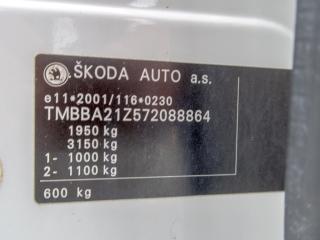 ŠKODA AUTO a.s.
e11*2001/116*0230
TMBBA21Z572088864
1950 kg
3150 kg
1- 1000 kg
2- 1100 kg
600 kg